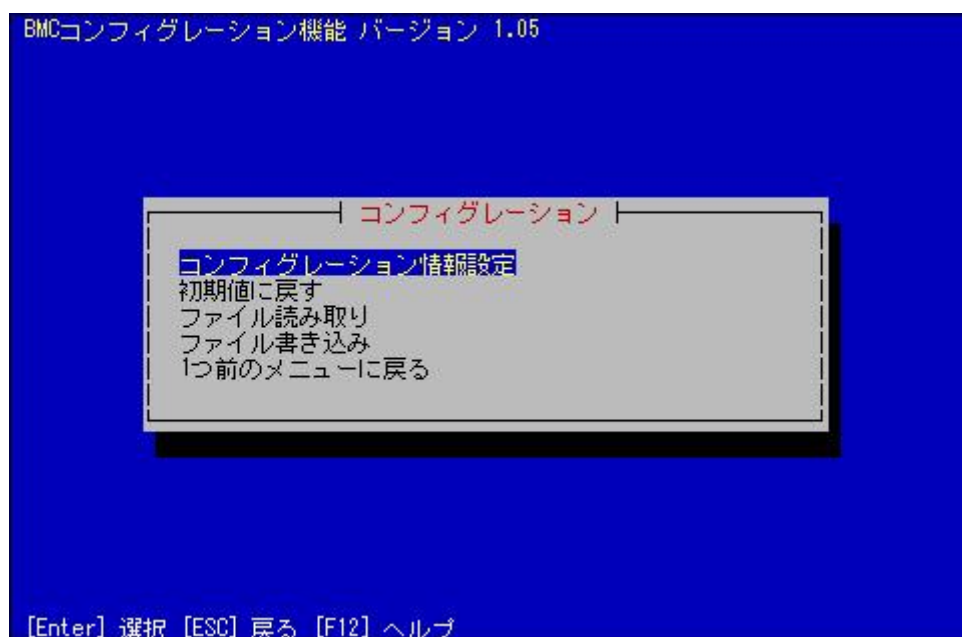 BMCコンフィグレーション機能 バージョン 1.05
コンフィグレーション
コンフィグレーション情報設定
初期値に戻す
ファイル読み取り
ファイル書き込み
1つ前のメニューに戻る
[Enter] 選択 [ESC] 戻る [F12] ヘルプ